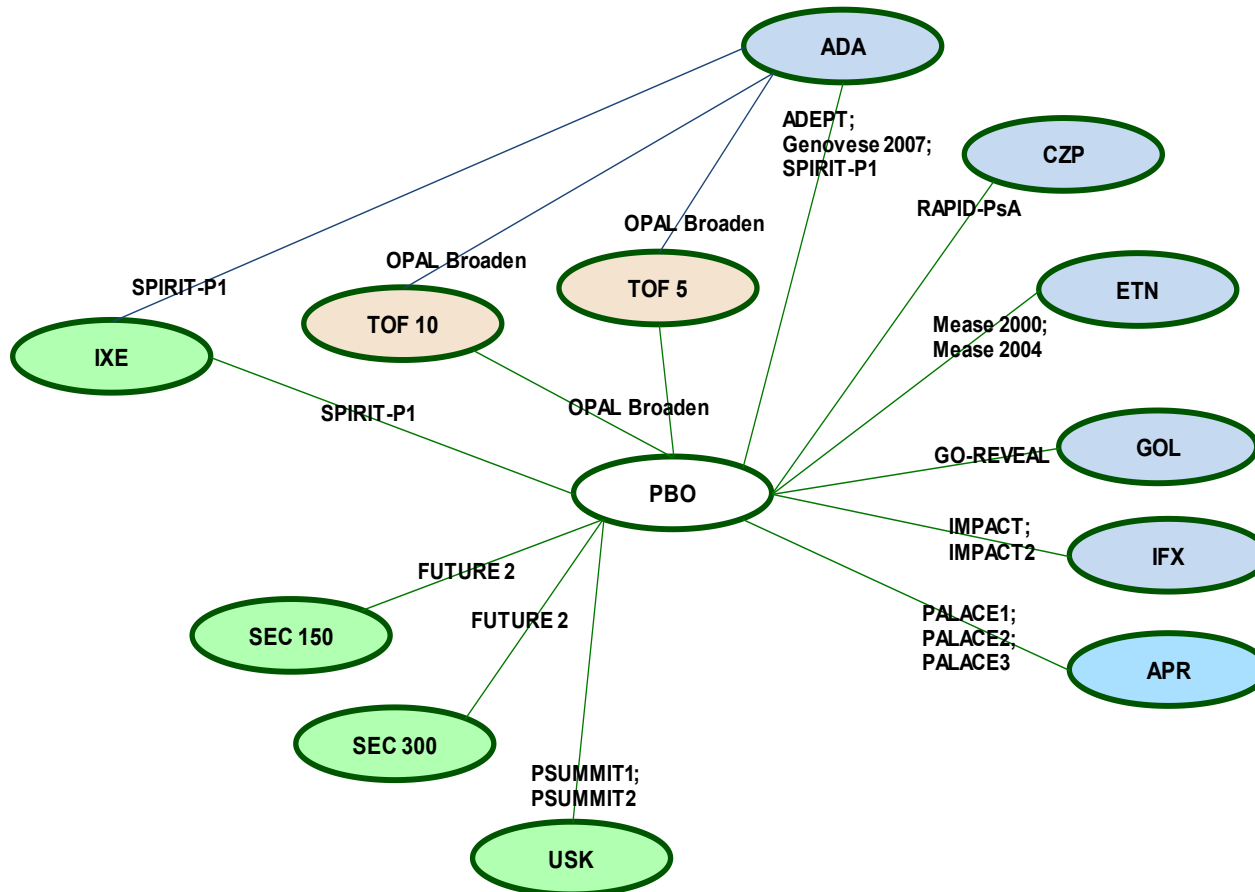 ADA
ADEPT;
Genovese 2007;
SPIRIT-P1
CZP
RAPID-PsA
OPAL Broaden
OPAL Broaden
SPIRIT-P1
TOF 5
ETN
TOF 10
Mease 2000;
Mease 2004
IXE
SPIRIT-P1
OPAL Broaden
GOL
GO-REVEAL
PBO
IMPACT;
IMPACT2
IFX
FUTURE 2
FUTURE 2
PALACE1;
PALACE2;
PALACE3
SEC 150
APR
SEC 300
PSUMMIT1;
PSUMMIT2
USK